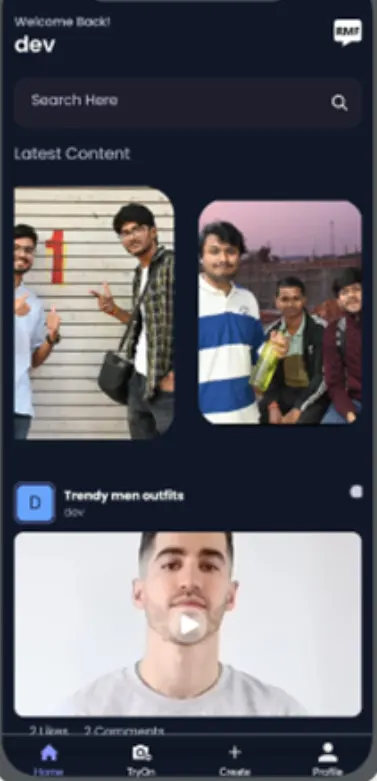 Welcome Back!
dev
RMF
Search Here
Latest Content
1
D
Trendy men outfits
dev
2 Likes 2 Comments
Home TryOn Create Profile